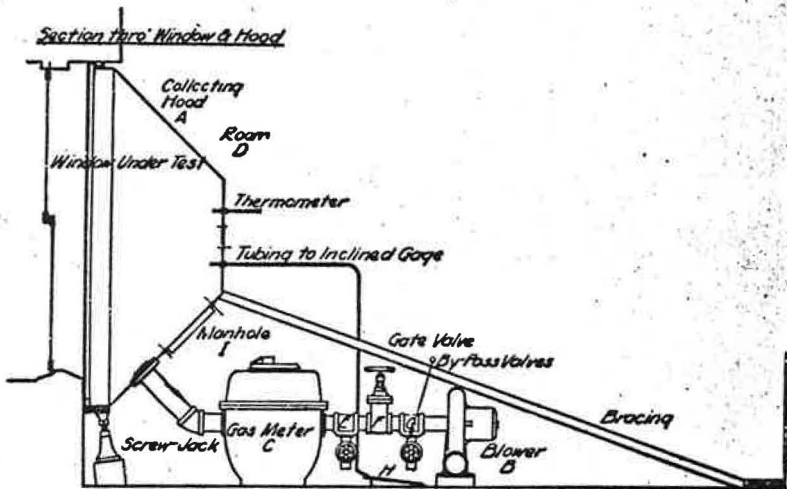 Section thro' Window & Hood
Collecting
Hood
A
Room
D
Window Under Test
Thermometer
Tubing to Inclined Gage
Manhole
I
Gate Valve
By-Pass Valves
Bracing
Screw-Jack
Gas Meter
C
F
G
Blower
B
H